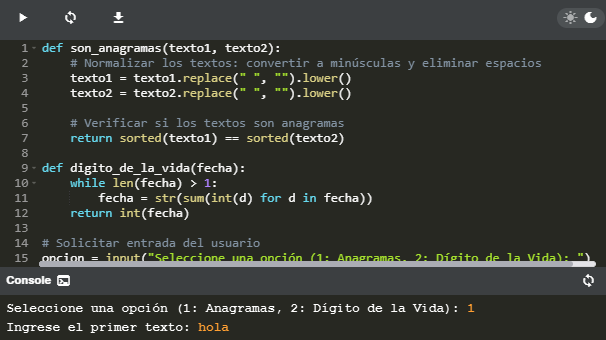 1 def son_anagramas(texto1, texto2):
2 # Normalizar los textos: convertir a minúsculas y eliminar espacios
3 texto1 = texto1.replace(" ", "").lower()
4 texto2 = texto2.replace(" ", "").lower()
5
6 # Verificar si los textos son anagramas
7 return sorted(texto1) == sorted(texto2)
8
9 def digito_de_la_vida(fecha):
10 while len(fecha) > 1:
11 fecha = str(sum(int(d) for d in fecha))
12 return int(fecha)
13
14 # Solicitar entrada del usuario
15 opcion = input("Seleccione una opción (1: Anagramas, 2: Dígito de la Vida): ")
Console
Seleccione una opción (1: Anagramas, 2: Dígito de la Vida): 1
Ingrese el primer texto: hola